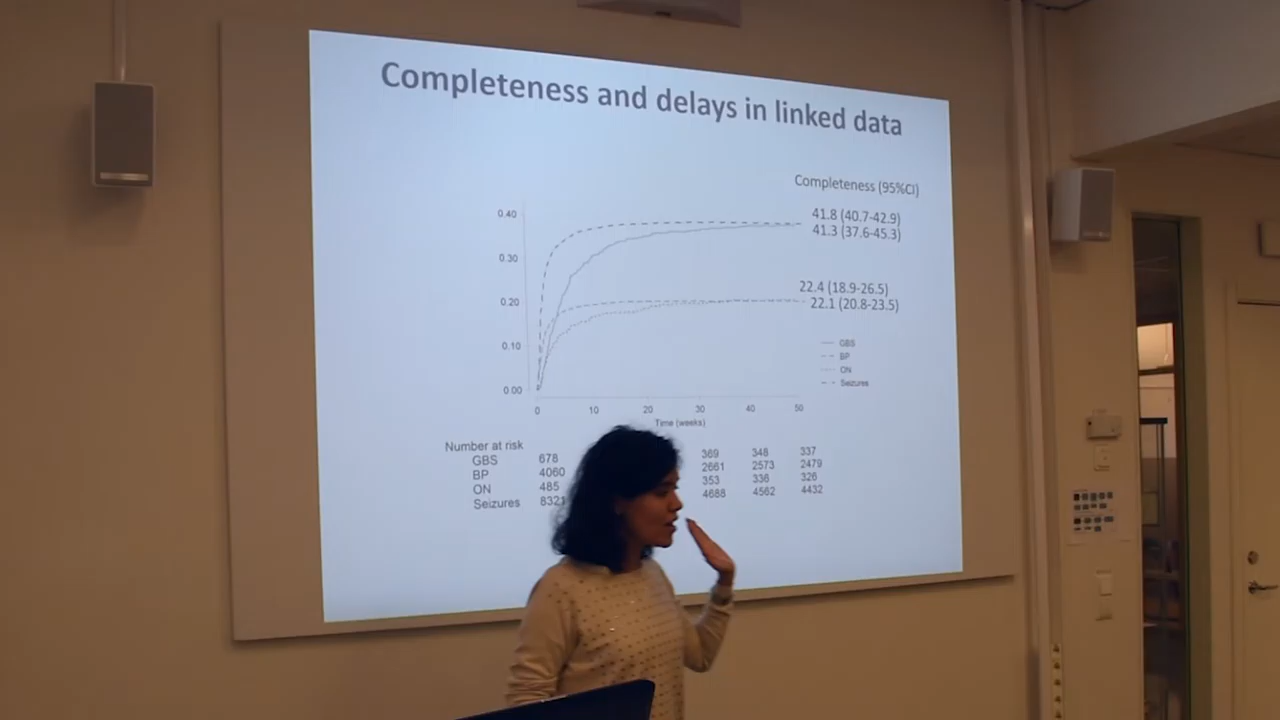 Completeness and delays in linked data
Completeness (95%CI)
0.40
41.8 (40.7-42.9)
41.3 (37.6-45.3)
0.30
22.4 (18.9-26.5)
0.20
22.1 (20.8-23.5)
0.10
GBS
BP
ON
Seizures
0.00
0 10 20 30 40 50
Time (weeks)
Number at risk
GBS 678 369 348 337
BP 4060 2661 2573 2479
ON 485 353 336 326
Seizures 8321 4688 4562 4432